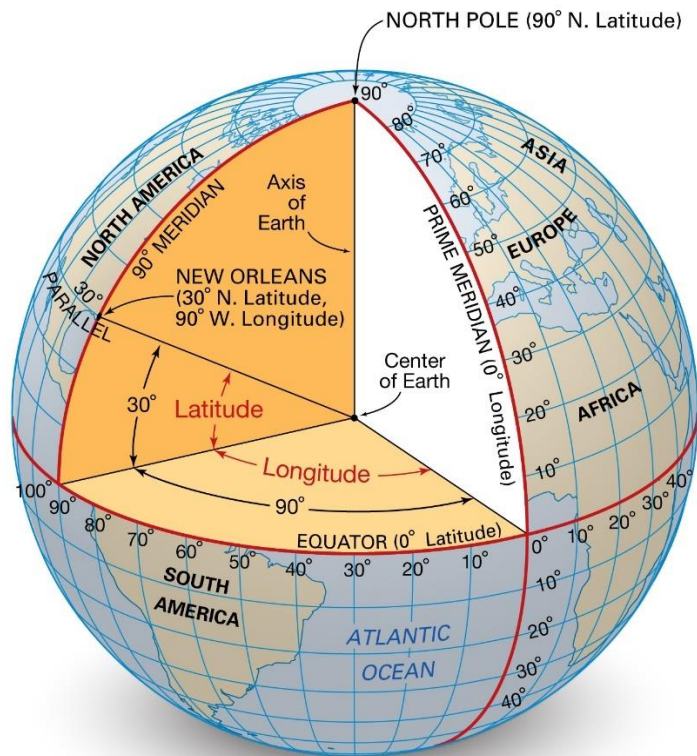 NORTH POLE (90° N. Latitude)
90°
80°
70°
60°
50°
40°
30°
20°
10°
ASIA
EUROPE
AFRICA
NORTH AMERICA
90° MERIDIAN
Axis
of
Earth
PRIME MERIDIAN (0° Longitude)
30°
PARALLEL
NEW ORLEANS
(30° N. Latitude,
90° W. Longitude)
Center
of Earth
30°
Latitude
Longitude
90°
EQUATOR (0° Latitude)
100°
90°
80°
70°
60°
50°
40°
30°
20°
10°
0°
10°
20°
30°
40°
10°
20°
30°
40°
SOUTH
AMERICA
ATLANTIC
OCEAN